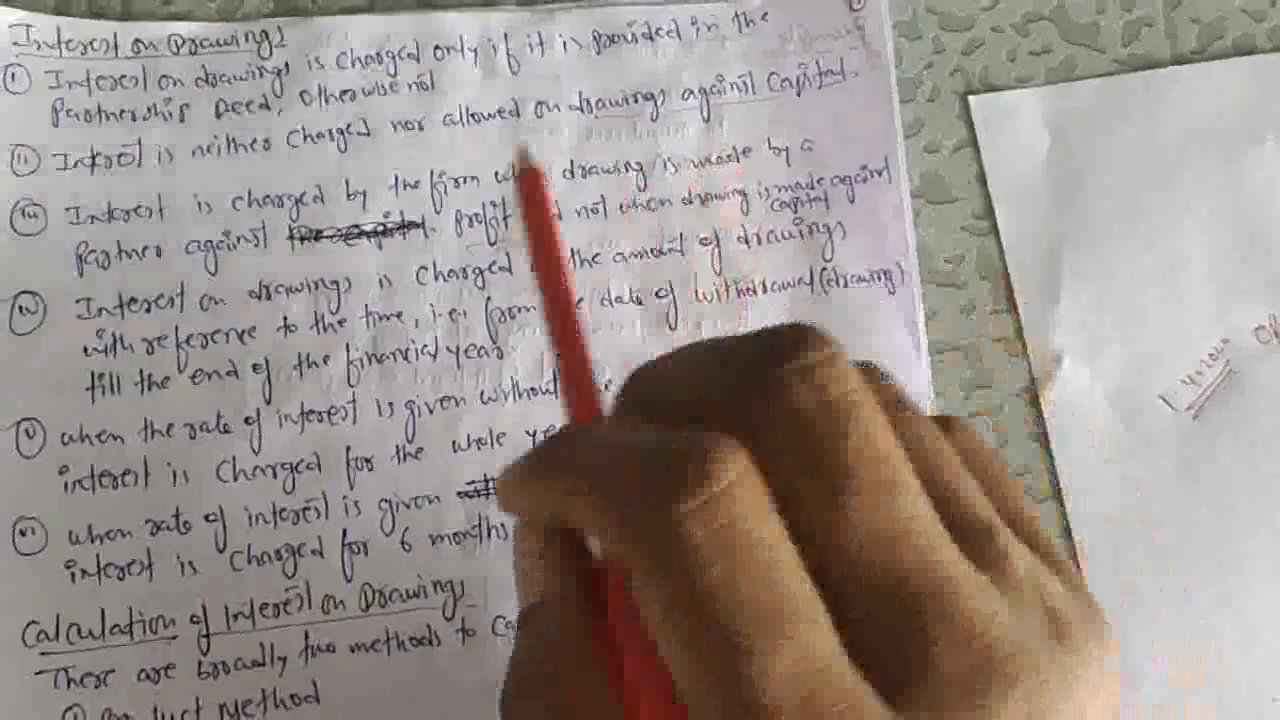 Interest on Drawings
(i) Interest on drawings is charged only if it is provided in the
Partnership Deed, otherwise not
(ii) Interest is neither charged nor allowed on drawings against capital.
(iii) Interest is charged by the firm drawing is made by a
partner against profit not when drawing is made against
capital
(iv) Interest on drawings is charged the amount of drawings
with reference to the time, i.e., from date of withdrawal (drawing)
till the end of the financial year
(v) when the rate of interest is given without
interest is charged for the whole
(vi) when rate of interest is given
interest is charged for 6 months
Calculation of Interest on Drawings
There are broadly two methods to
Method